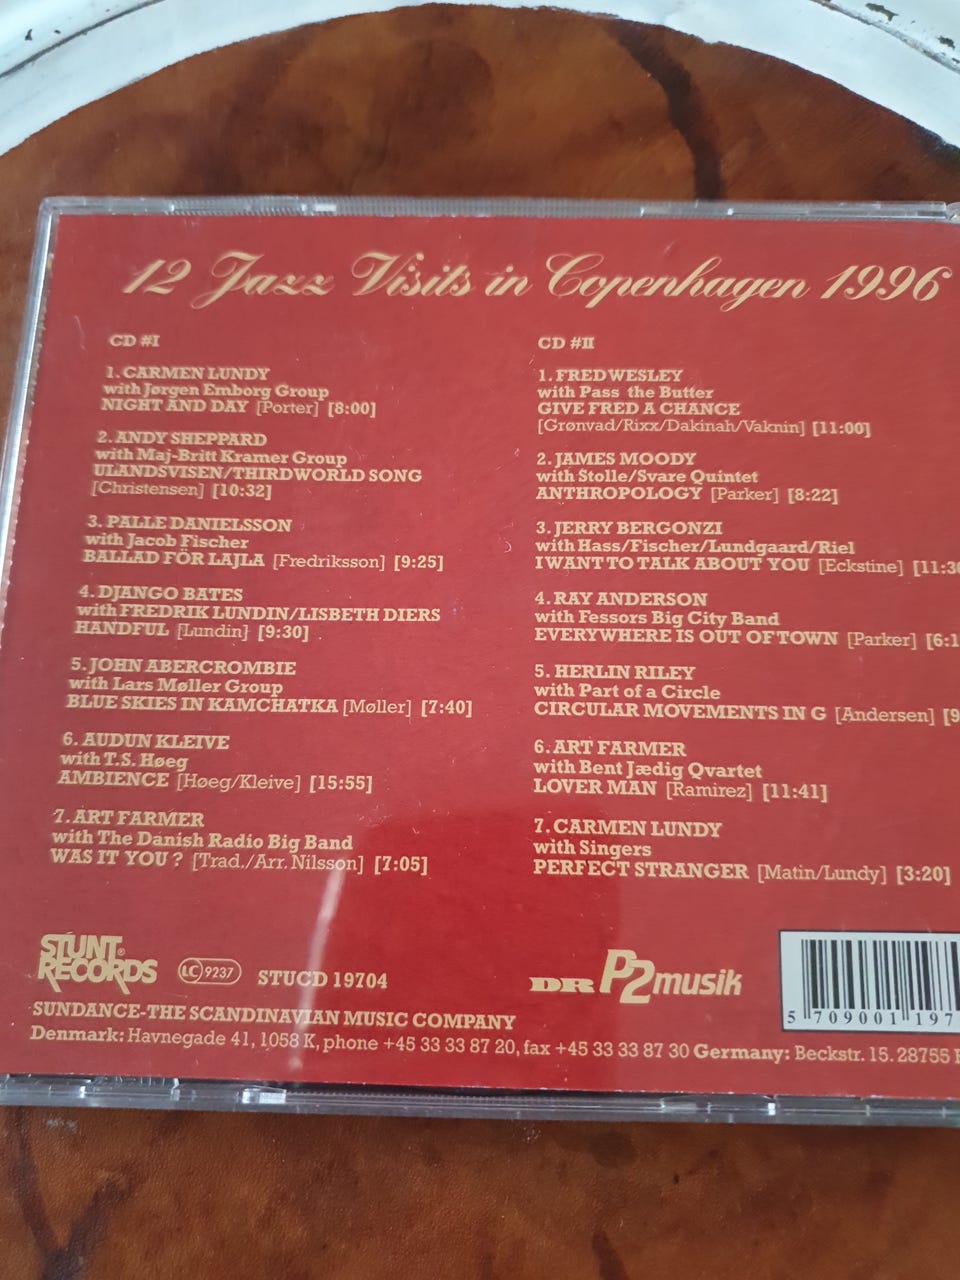 12 Jazz Visits in Copenhagen 1996
CD #I
1. CARMEN LUNDY
with Jørgen Emborg Group
NIGHT AND DAY [Porter] [8:00]
2. ANDY SHEPPARD
with Maj-Britt Kramer Group
ULANDSVISEN/THIRDWORLD SONG
[Christensen] [10:32]
3. PALLE DANIELSSON
with Jacob Fischer
BALLAD FÖR LAJLA [Fredriksson] [9:25]
4. DJANGO BATES
with FREDRIK LUNDIN/LISBETH DIERS
HANDFUL [Lundin] [9:30]
5. JOHN ABERCROMBIE
with Lars Møller Group
BLUE SKIES IN KAMCHATKA [Møller] [7:40]
6. AUDUN KLEIVE
with T.S. Høeg
AMBIENCE [Høeg/Kleive] [15:55]
7. ART FARMER
with The Danish Radio Big Band
WAS IT YOU ? [Trad./Arr. Nilsson] [7:05]
CD #II
1. FRED WESLEY
with Pass the Butter
GIVE FRED A CHANCE
[Grønvad/Rixx/Dakinah/Vaknin] [11:00]
2. JAMES MOODY
with Stolle/Svare Quintet
ANTHROPOLOGY [Parker] [8:22]
3. JERRY BERGONZI
with Hass/Fischer/Lundgaard/Riel
I WANT TO TALK ABOUT YOU [Eckstine] [11:30
4. RAY ANDERSON
with Fessors Big City Band
EVERYWHERE IS OUT OF TOWN [Parker] [6:1
5. HERLIN RILEY
with Part of a Circle
CIRCULAR MOVEMENTS IN G [Andersen] [9
6. ART FARMER
with Bent Jædig Qvartet
LOVER MAN [Ramirez] [11:41]
7. CARMEN LUNDY
with Singers
PERFECT STRANGER [Matin/Lundy] [3:20]
STUNT®
RECORDS
LC 9237
STUCD 19704
DR P2musik
5 709001 197
SUNDANCE-THE SCANDINAVIAN MUSIC COMPANY
Denmark: Havnegade 41, 1058 K, phone +45 33 33 87 20, fax +45 33 33 87 30 Germany: Beckstr. 15. 28755